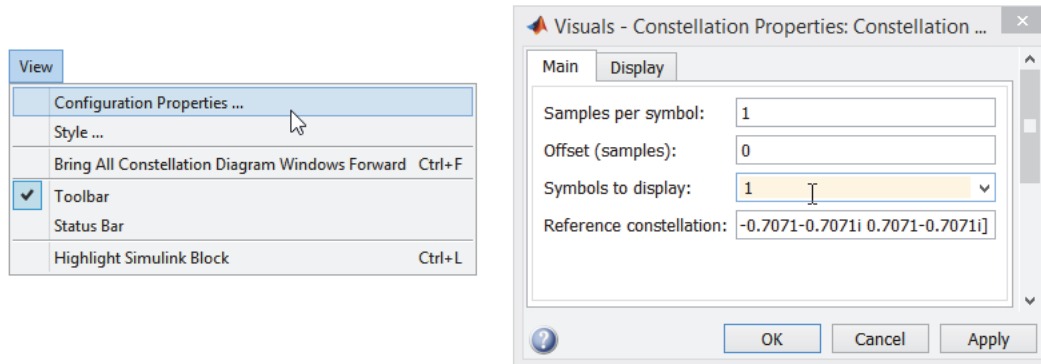 View
Configuration Properties ...
Style ...
Bring All Constellation Diagram Windows Forward Ctrl+F
Toolbar
Status Bar
Highlight Simulink Block Ctrl+L
Visuals - Constellation Properties: Constellation ...
Main Display
Samples per symbol: 1
Offset (samples): 0
Symbols to display: 1
Reference constellation: -0.7071-0.7071i 0.7071-0.7071i]
OK Cancel Apply